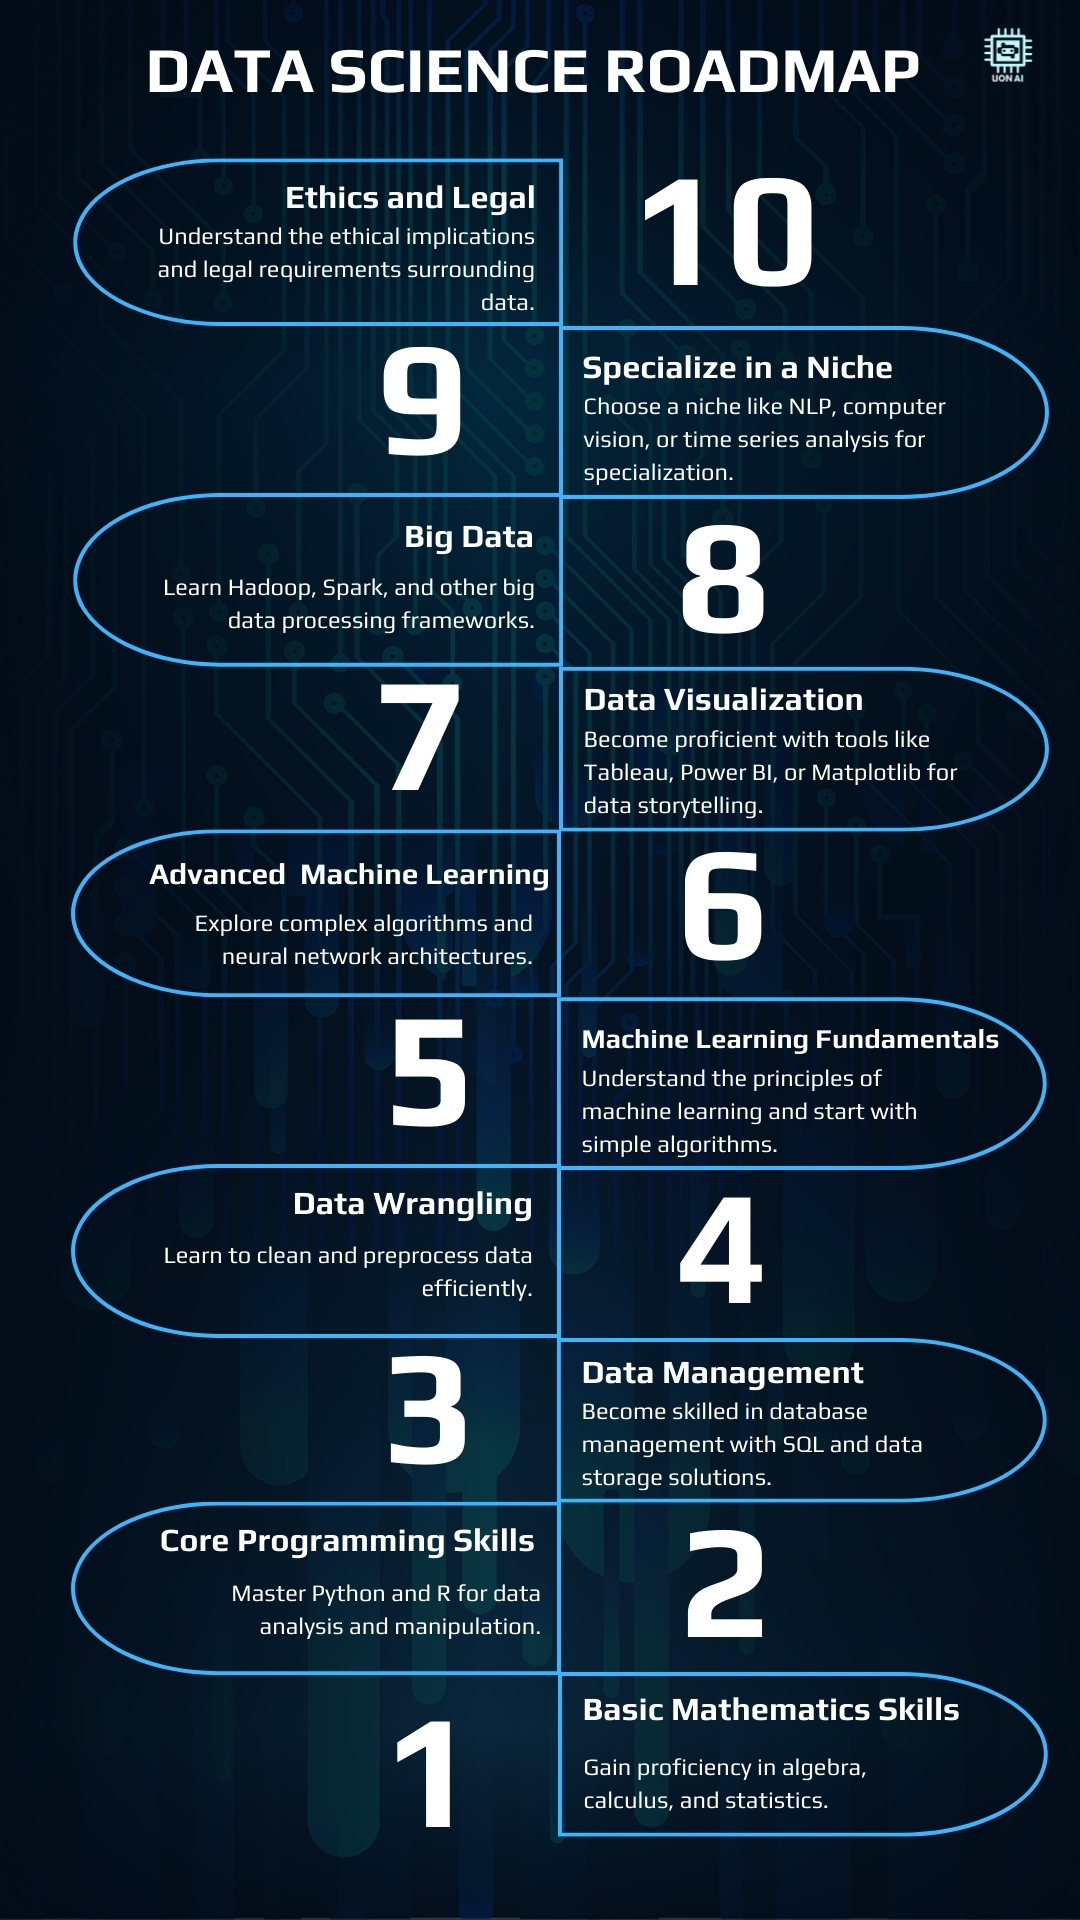 DATA SCIENCE ROADMAP
UON AI
Ethics and Legal
Understand the ethical implications
and legal requirements surrounding
data.
10
9
Specialize in a Niche
Choose a niche like NLP, computer
vision, or time series analysis for
specialization.
Big Data
Learn Hadoop, Spark, and other big
data processing frameworks.
8
7
Data Visualization
Become proficient with tools like
Tableau, Power BI, or Matplotlib for
data storytelling.
Advanced Machine Learning
Explore complex algorithms and
neural network architectures.
6
5
Machine Learning Fundamentals
Understand the principles of
machine learning and start with
simple algorithms.
Data Wrangling
Learn to clean and preprocess data
efficiently.
4
3
Data Management
Become skilled in database
management with SQL and data
storage solutions.
Core Programming Skills
Master Python and R for data
analysis and manipulation.
2
1
Basic Mathematics Skills
Gain proficiency in algebra,
calculus, and statistics.